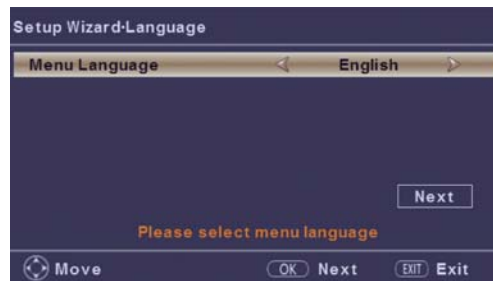 Setup Wizard·Language
Menu Language English
Next
Please select menu language
Move OK Next EXIT Exit